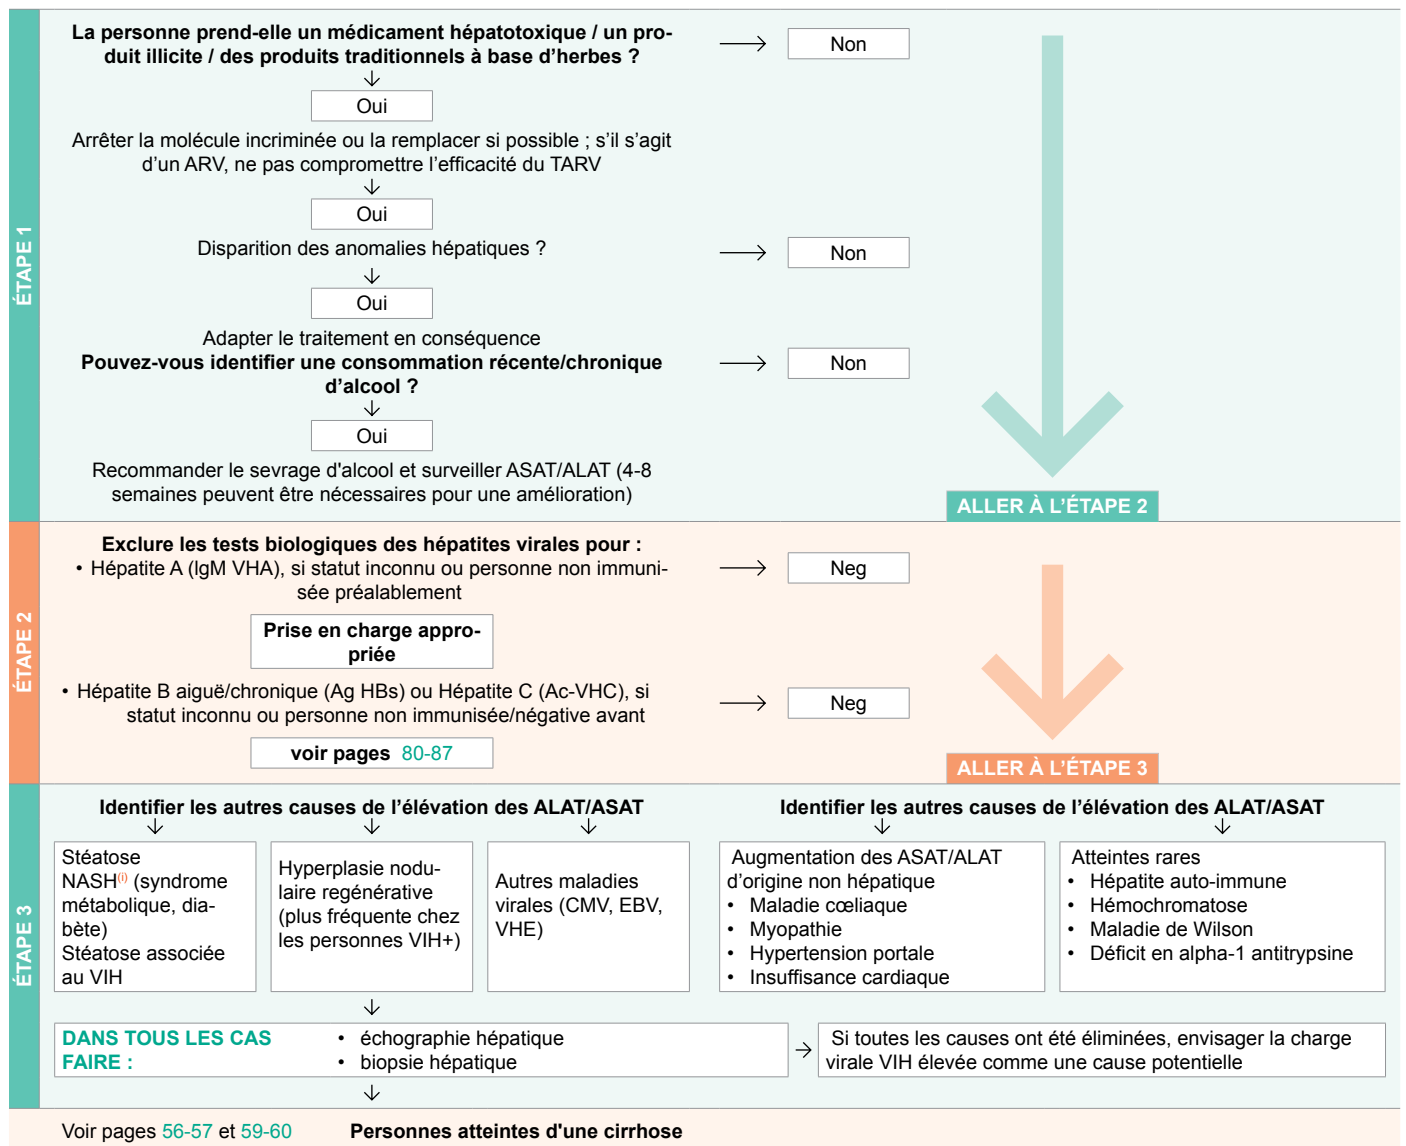 ÉTAPE 1
La personne prend-elle un médicament hépatotoxique / un pro-
duit illicite / des produits traditionnels à base d’herbes ?
Non
Oui
Arrêter la molécule incriminée ou la remplacer si possible ; s’il s’agit
d’un ARV, ne pas compromettre l’efficacité du TARV
Oui
Disparition des anomalies hépatiques ?
Non
Oui
Adapter le traitement en conséquence
Pouvez-vous identifier une consommation récente/chronique
d’alcool ?
Non
Oui
Recommander le sevrage d'alcool et surveiller ASAT/ALAT (4-8
semaines peuvent être nécessaires pour une amélioration)
ALLER À L’ÉTAPE 2
ÉTAPE 2
Exclure les tests biologiques des hépatites virales pour :
• Hépatite A (IgM VHA), si statut inconnu ou personne non immuni-
sée préalablement
Neg
Prise en charge appro-
priée
• Hépatite B aiguë/chronique (Ag HBs) ou Hépatite C (Ac-VHC), si
statut inconnu ou personne non immunisée/négative avant
Neg
voir pages 80-87
ALLER À L’ÉTAPE 3
ÉTAPE 3
Identifier les autres causes de l’élévation des ALAT/ASAT
Stéatose
NASH(i) (syndrome
métabolique, dia-
bète)
Stéatose associée
au VIH
Hyperplasie nodu-
laire regénérative
(plus fréquente chez
les personnes VIH+)
Autres maladies
virales (CMV, EBV,
VHE)
Identifier les autres causes de l’élévation des ALAT/ASAT
Augmentation des ASAT/ALAT
d’origine non hépatique
• Maladie cœliaque
• Myopathie
• Hypertension portale
• Insuffisance cardiaque
Atteintes rares
• Hépatite auto-immune
• Hémochromatose
• Maladie de Wilson
• Déficit en alpha-1 antitrypsine
DANS TOUS LES CAS
FAIRE :
• échographie hépatique
• biopsie hépatique
Si toutes les causes ont été éliminées, envisager la charge
virale VIH élevée comme une cause potentielle
Voir pages 56-57 et 59-60 Personnes atteintes d'une cirrhose